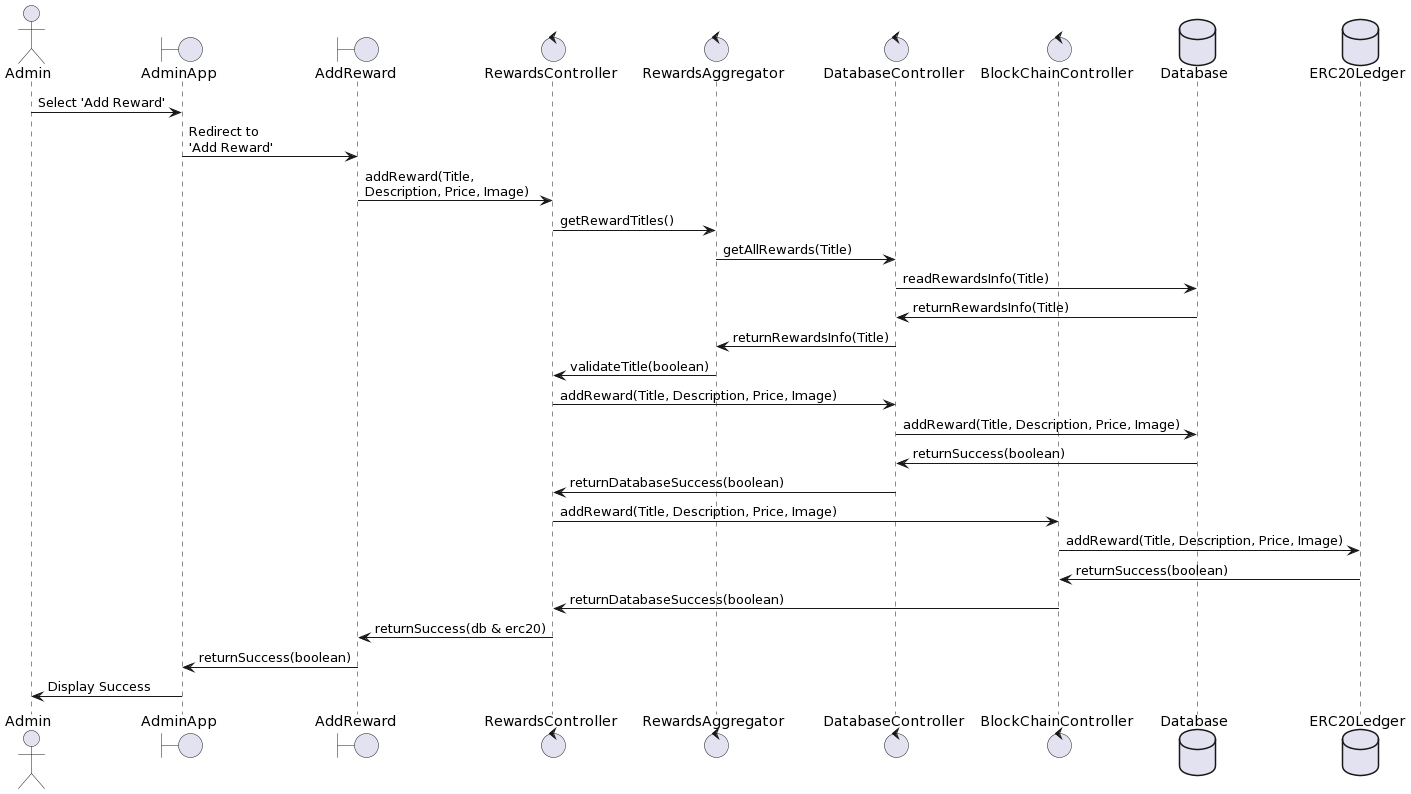 Admin
AdminApp
AddReward
RewardsController
RewardsAggregator
DatabaseController
BlockChainController
Database
ERC20Ledger
Select 'Add Reward'
Redirect to
'Add Reward'
addReward(Title,
Description, Price, Image)
getRewardTitles()
getAllRewards(Title)
readRewardsInfo(Title)
returnRewardsInfo(Title)
returnRewardsInfo(Title)
validateTitle(boolean)
addReward(Title, Description, Price, Image)
addReward(Title, Description, Price, Image)
returnSuccess(boolean)
returnDatabaseSuccess(boolean)
addReward(Title, Description, Price, Image)
addReward(Title, Description, Price, Image)
returnSuccess(boolean)
returnDatabaseSuccess(boolean)
returnSuccess(db & erc20)
returnSuccess(boolean)
Display Success
Admin
AdminApp
AddReward
RewardsController
RewardsAggregator
DatabaseController
BlockChainController
Database
ERC20Ledger